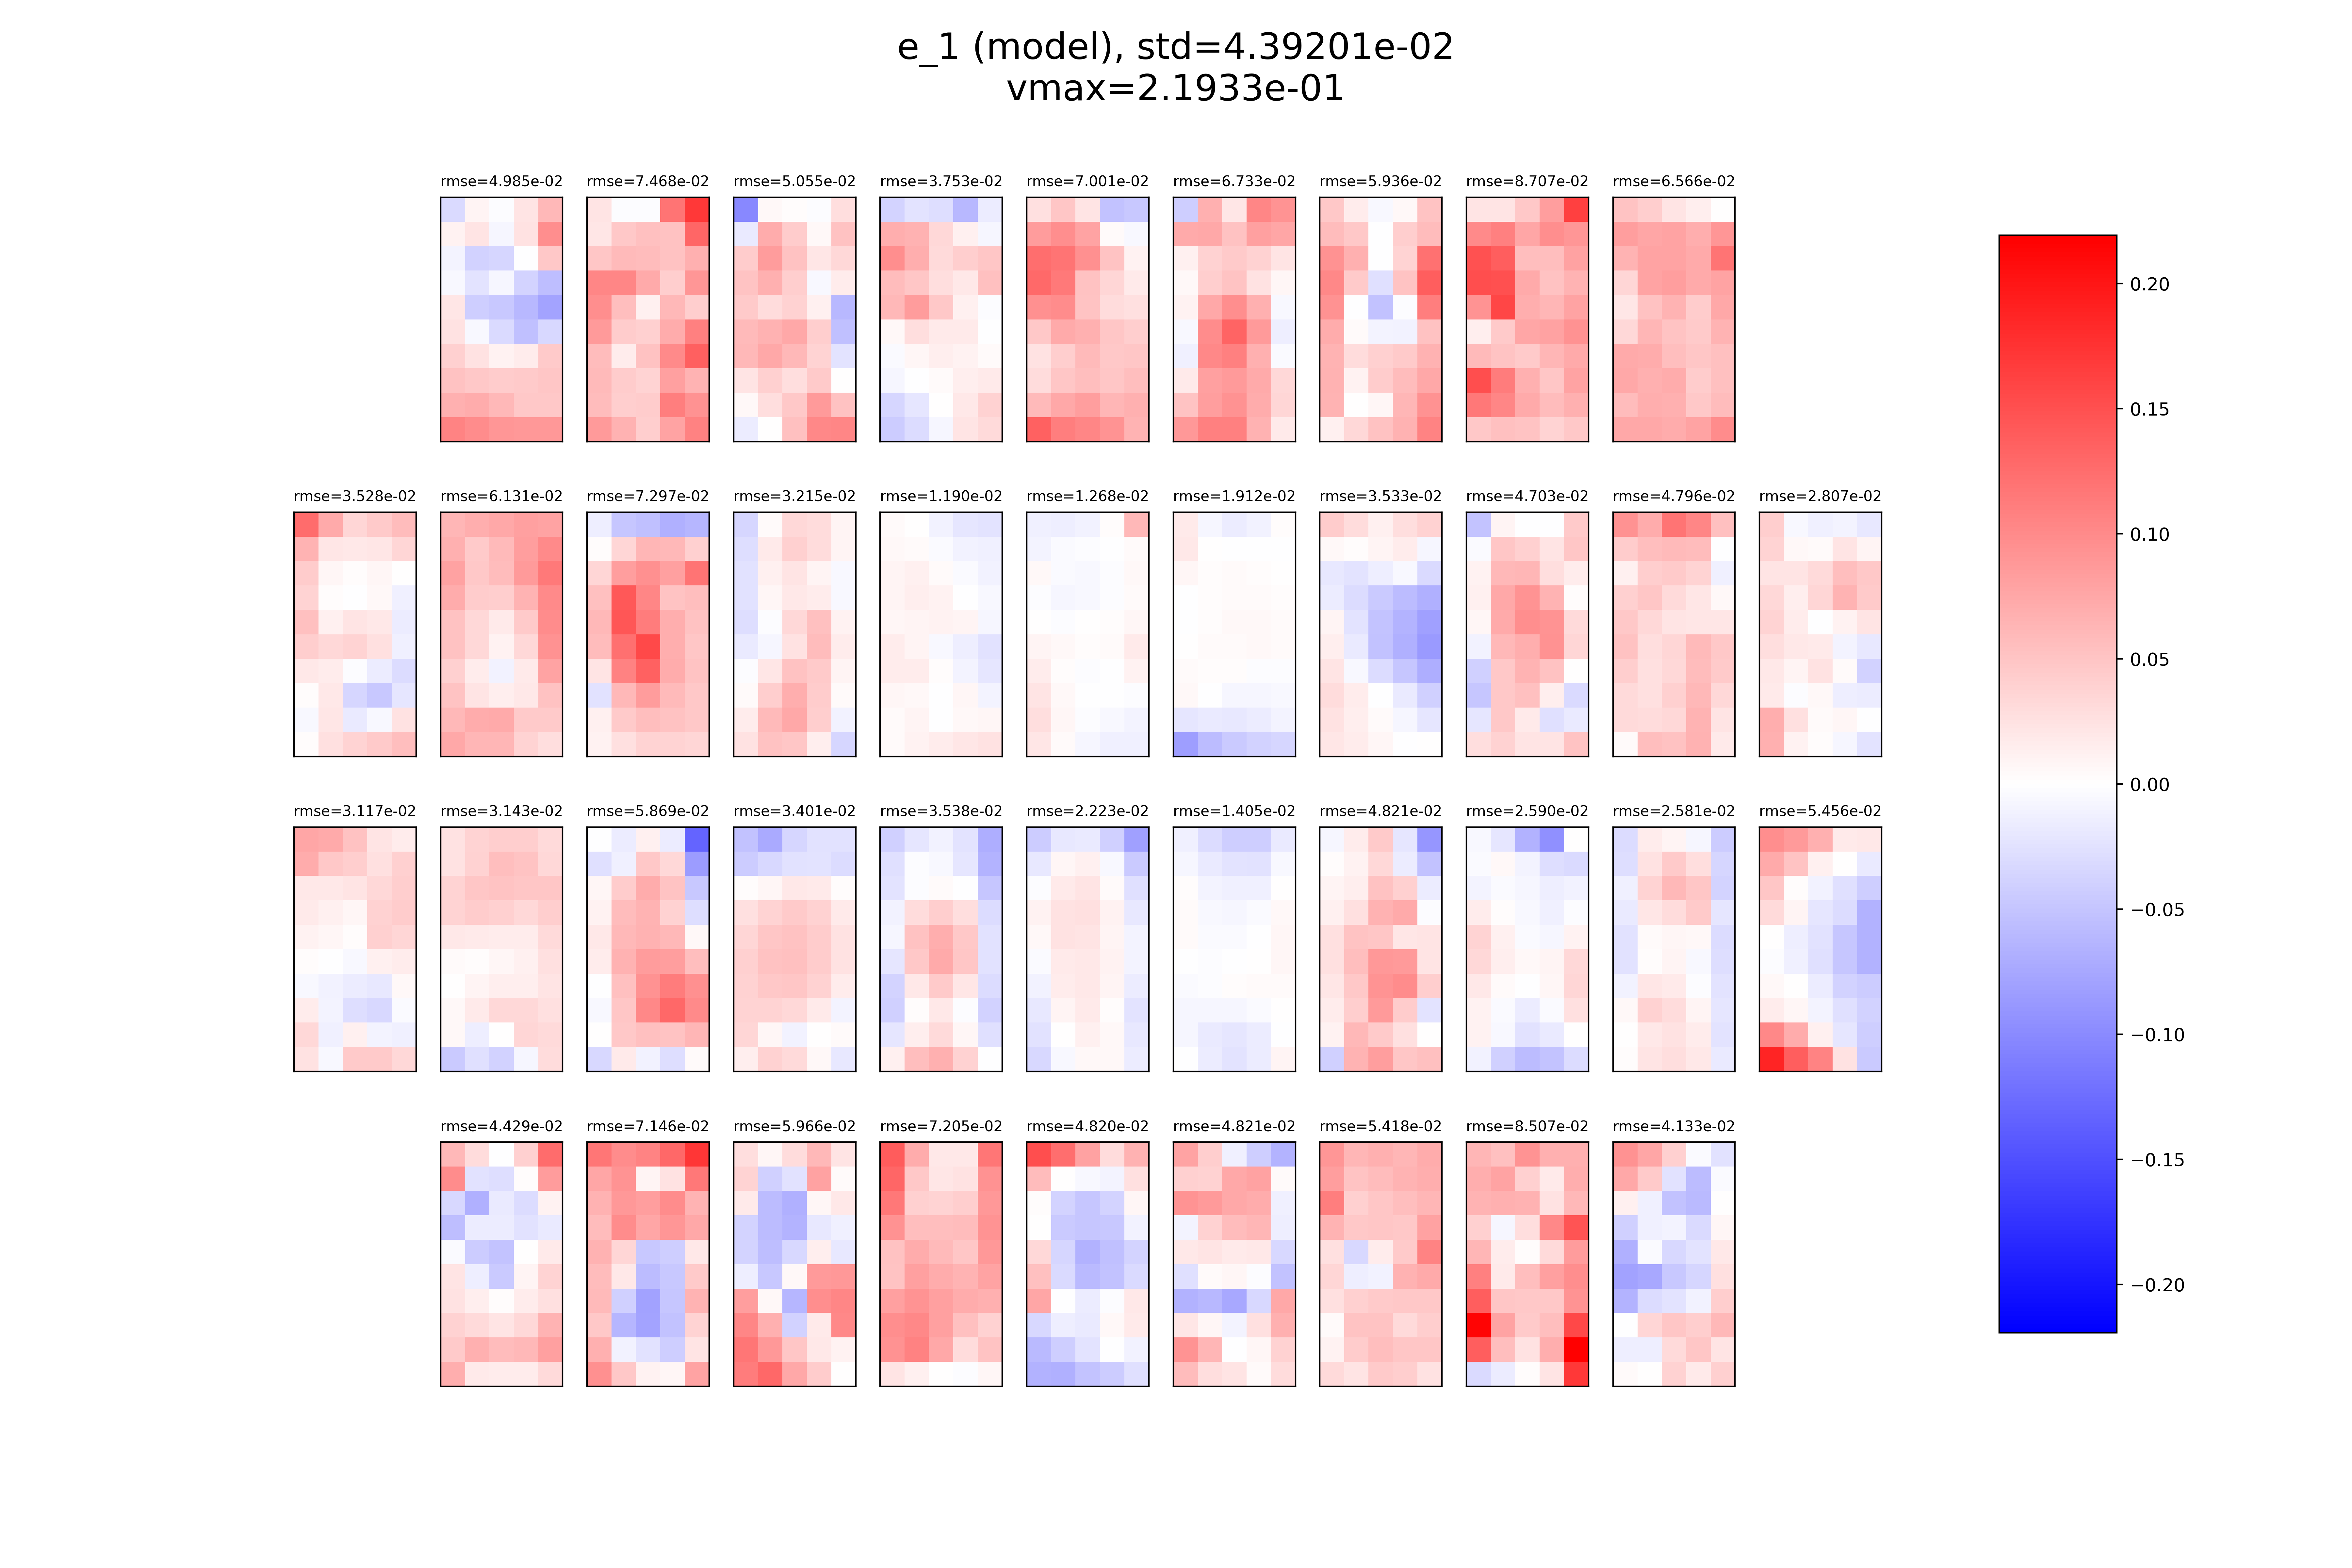 e_1 (model), std=4.39201e-02
vmax=2.1933e-01
rmse=4.985e-02 rmse=7.468e-02 rmse=5.055e-02 rmse=3.753e-02 rmse=7.001e-02 rmse=6.733e-02 rmse=5.936e-02 rmse=8.707e-02 rmse=6.566e-02
rmse=3.528e-02 rmse=6.131e-02 rmse=7.297e-02 rmse=3.215e-02 rmse=1.190e-02 rmse=1.268e-02 rmse=1.912e-02 rmse=3.533e-02 rmse=4.703e-02 rmse=4.796e-02 rmse=2.807e-02
rmse=3.117e-02 rmse=3.143e-02 rmse=5.869e-02 rmse=3.401e-02 rmse=3.538e-02 rmse=2.223e-02 rmse=1.405e-02 rmse=4.821e-02 rmse=2.590e-02 rmse=2.581e-02 rmse=5.456e-02
rmse=4.429e-02 rmse=7.146e-02 rmse=5.966e-02 rmse=7.205e-02 rmse=4.820e-02 rmse=4.821e-02 rmse=5.418e-02 rmse=8.507e-02 rmse=4.133e-02
0.20
0.15
0.10
0.05
0.00
−0.05
−0.10
−0.15
−0.20